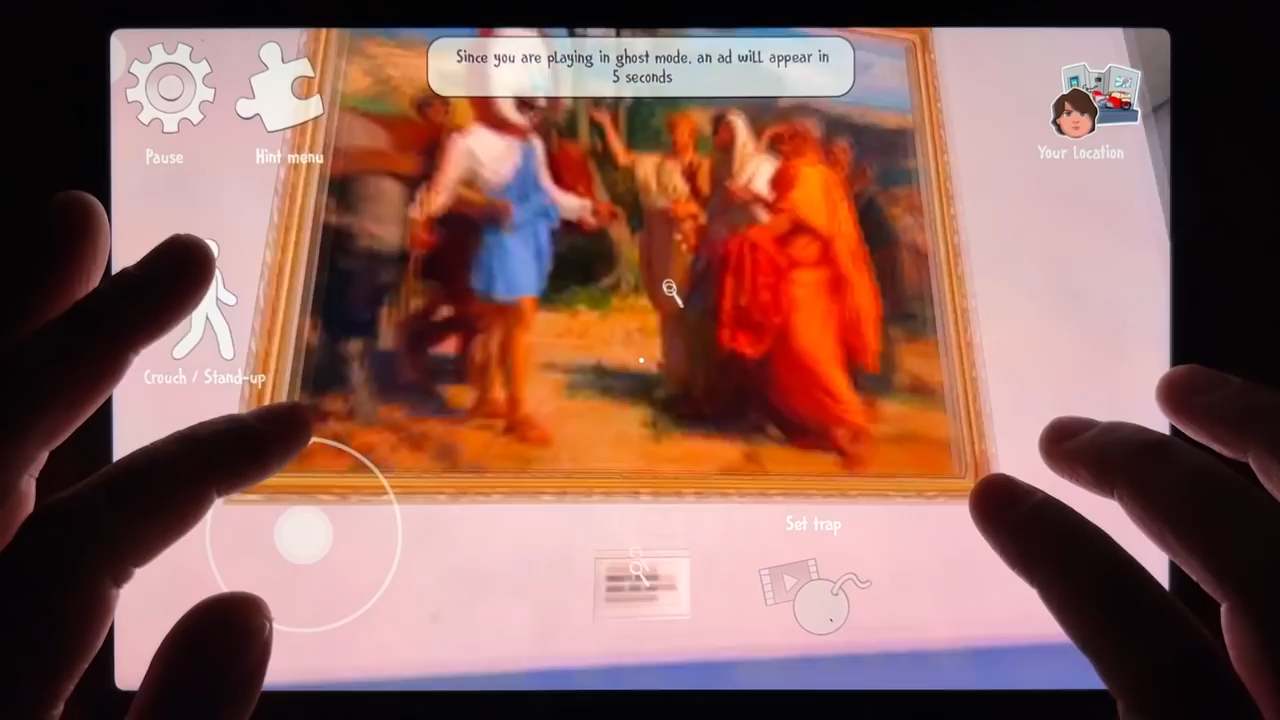 Since you are playing in ghost mode, an ad will appear in
5 seconds
Pause
Hint menu
Your Location
Crouch / Stand-up
Set trap